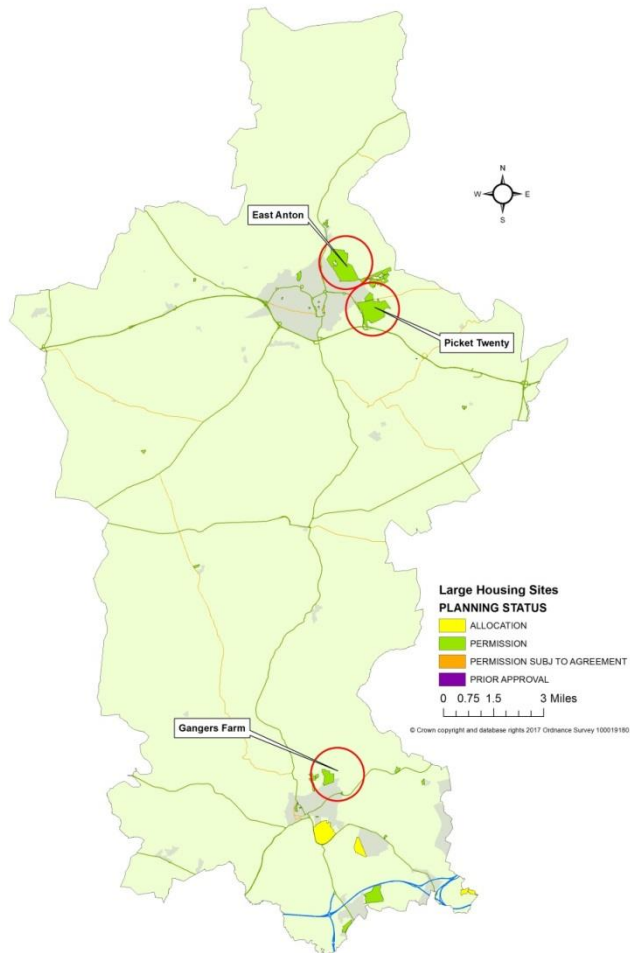 N
W E
S
East Anton
Picket Twenty
Large Housing Sites
PLANNING STATUS
ALLOCATION
PERMISSION
PERMISSION SUBJ TO AGREEMENT
PRIOR APPROVAL
0 0.75 1.5 3 Miles
© Crown copyright and database rights 2017 Ordnance Survey 100019180
Gangers Farm